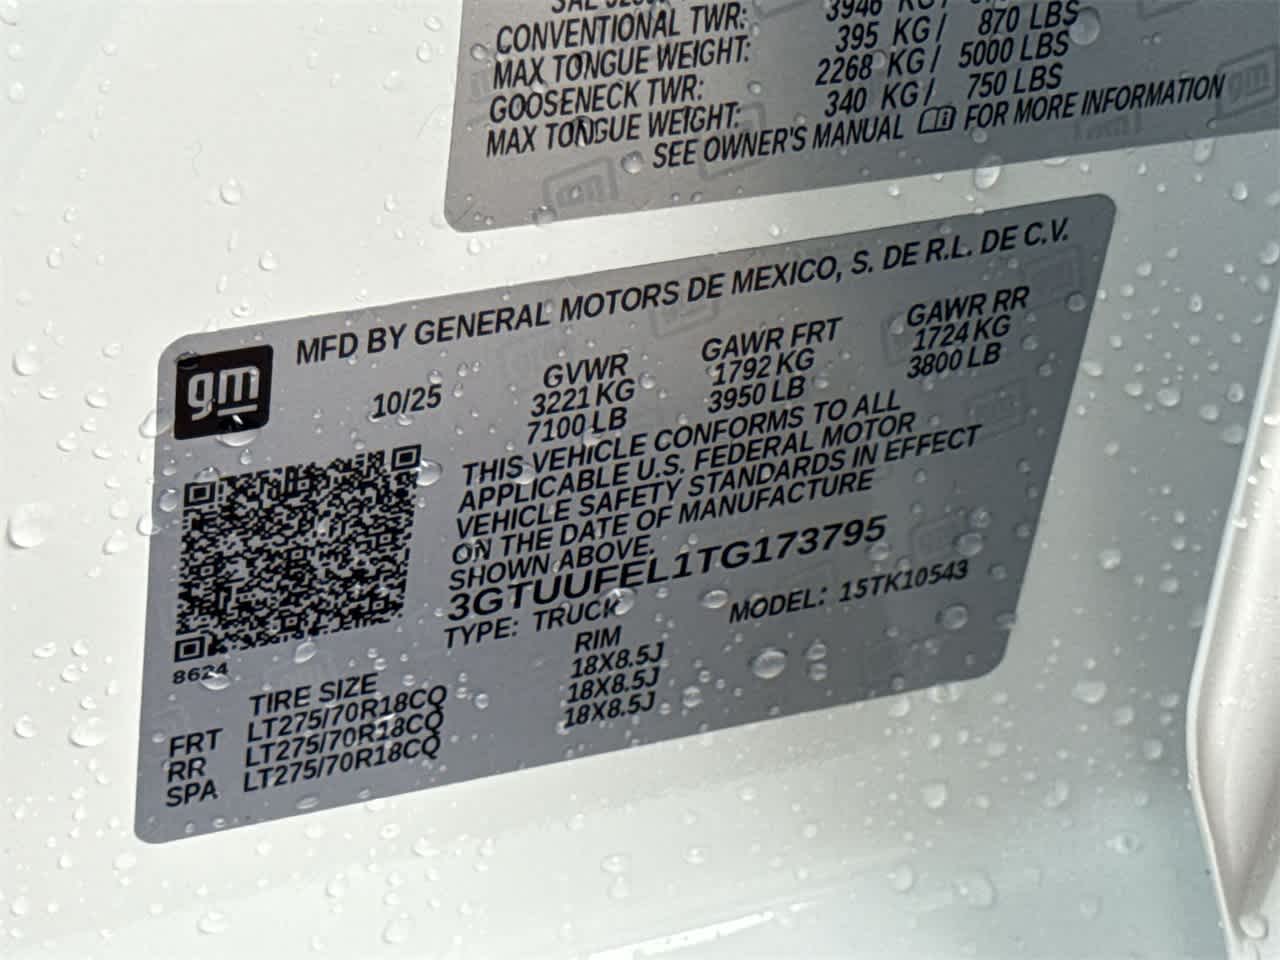 CONVENTIONAL TWR: 3946 KG/
MAX TONGUE WEIGHT: 395 KG/ 870 LBS
GOOSENECK TWR: 2268 KG/ 5000 LBS
MAX TONGUE WEIGHT: 340 KG/ 750 LBS
SEE OWNER'S MANUAL FOR MORE INFORMATION
MFD BY GENERAL MOTORS DE MEXICO, S. DE R.L. DE C.V.
gm
10/25
GVWR GAWR FRT GAWR RR
3221 KG 1792 KG 1724 KG
7100 LB 3950 LB 3800 LB
THIS VEHICLE CONFORMS TO ALL
APPLICABLE U.S. FEDERAL MOTOR
VEHICLE SAFETY STANDARDS IN EFFECT
ON THE DATE OF MANUFACTURE
SHOWN ABOVE.
3GTUUFEL1TG173795
TYPE: TRUCK MODEL: 15TK10543
8624
TIRE SIZE RIM
FRT LT275/70R18CQ 18X8.5J
RR LT275/70R18CQ 18X8.5J
SPA LT275/70R18CQ 18X8.5J